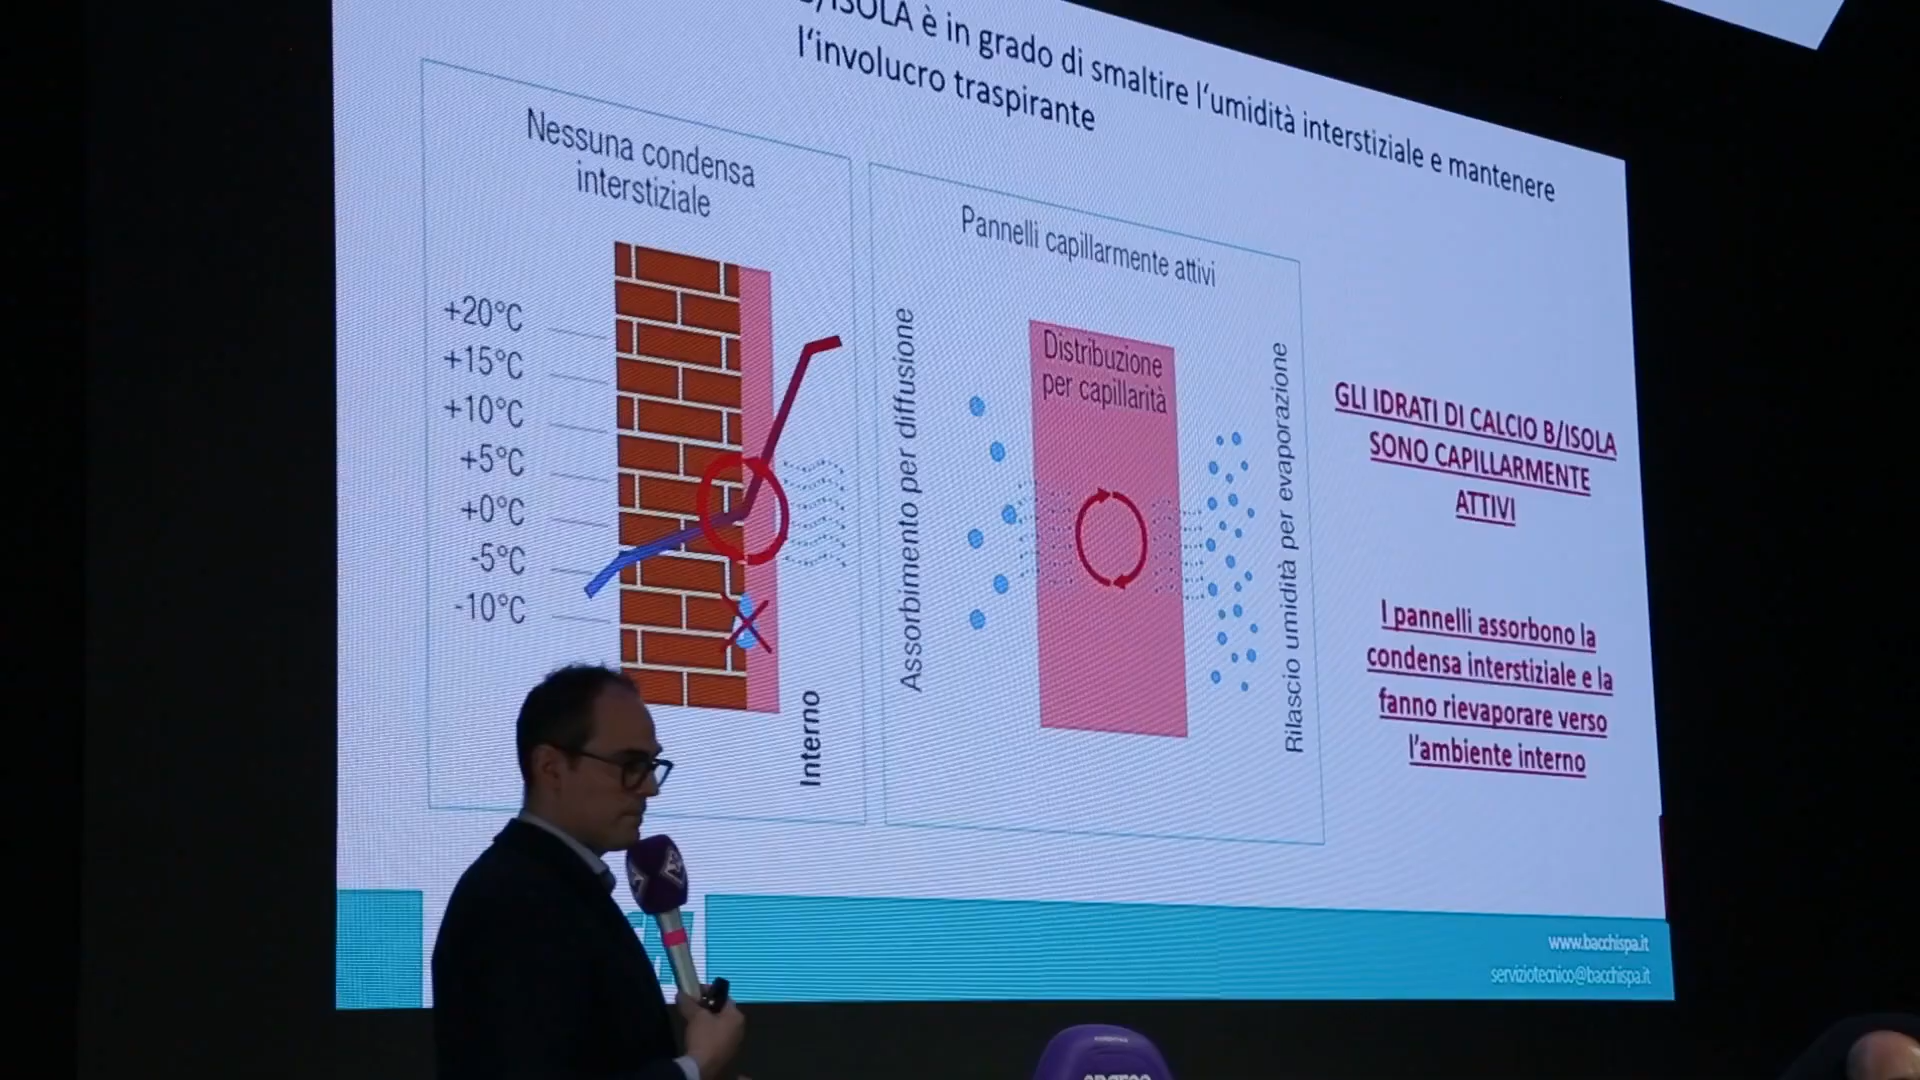 B/ISOLA è in grado di smaltire l'umidità interstiziale e mantenere
l'involucro traspirante
Nessuna condensa
interstiziale
+20°C
+15°C
+10°C
+5°C
+0°C
-5°C
-10°C
Interno
Pannelli capillarmente attivi
Assorbimento per diffusione
Distribuzione
per capillarità
Rilascio umidità per evaporazione
GLI IDRATI DI CALCIO B/ISOLA
SONO CAPILLARMENTE
ATTIVI
I pannelli assorbono la
condensa interstiziale e la
fanno rievaporare verso
l'ambiente interno
www.bacchispa.it
serviziotecnico@bacchispa.it